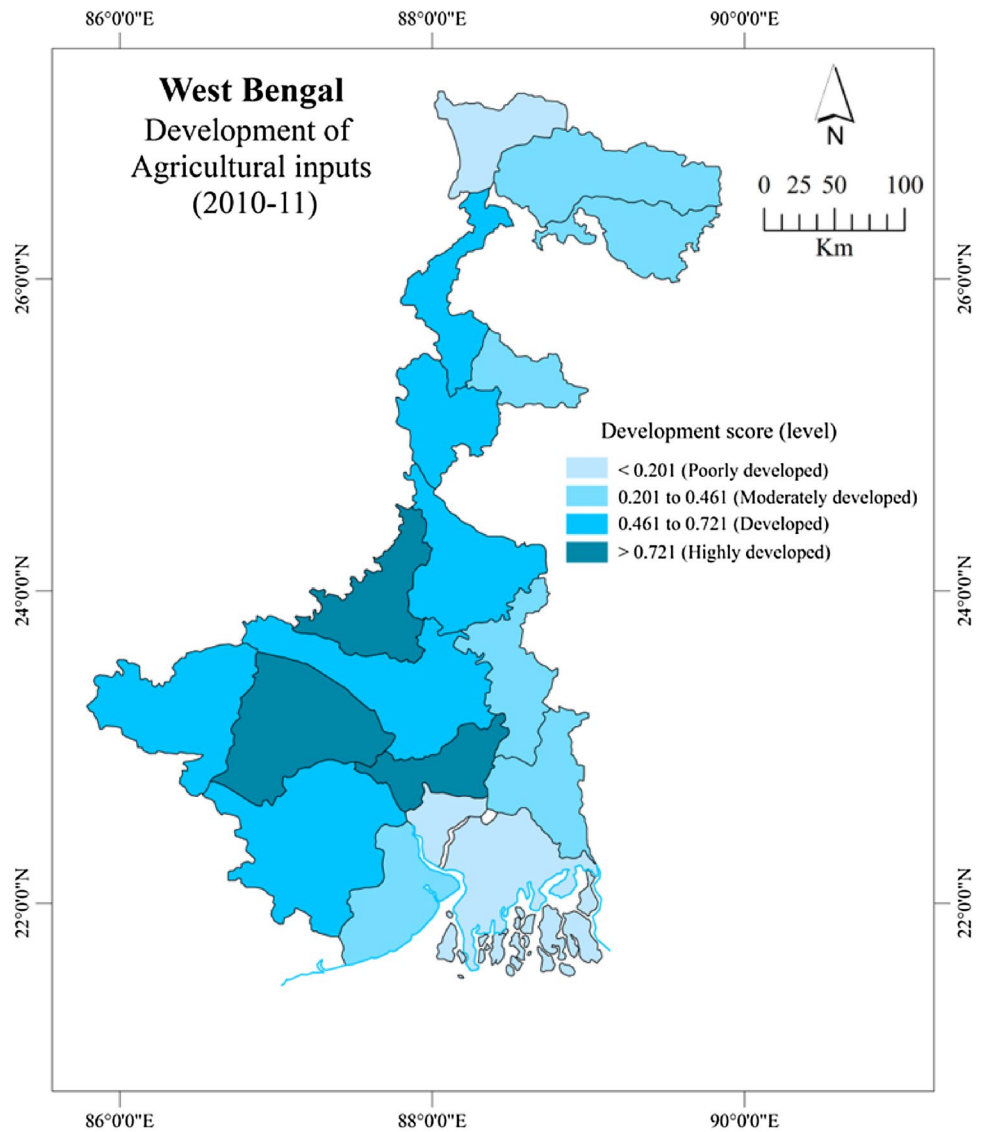 86°0'0"E 88°0'0"E 90°0'0"E
West Bengal
Development of
Agricultural inputs
(2010-11)
N
0 25 50 100
Km
26°0'0"N 26°0'0"N
Development score (level)
< 0.201 (Poorly developed)
0.201 to 0.461 (Moderately developed)
0.461 to 0.721 (Developed)
> 0.721 (Highly developed)
24°0'0"N 24°0'0"N
22°0'0"N 22°0'0"N
86°0'0"E 88°0'0"E 90°0'0"E